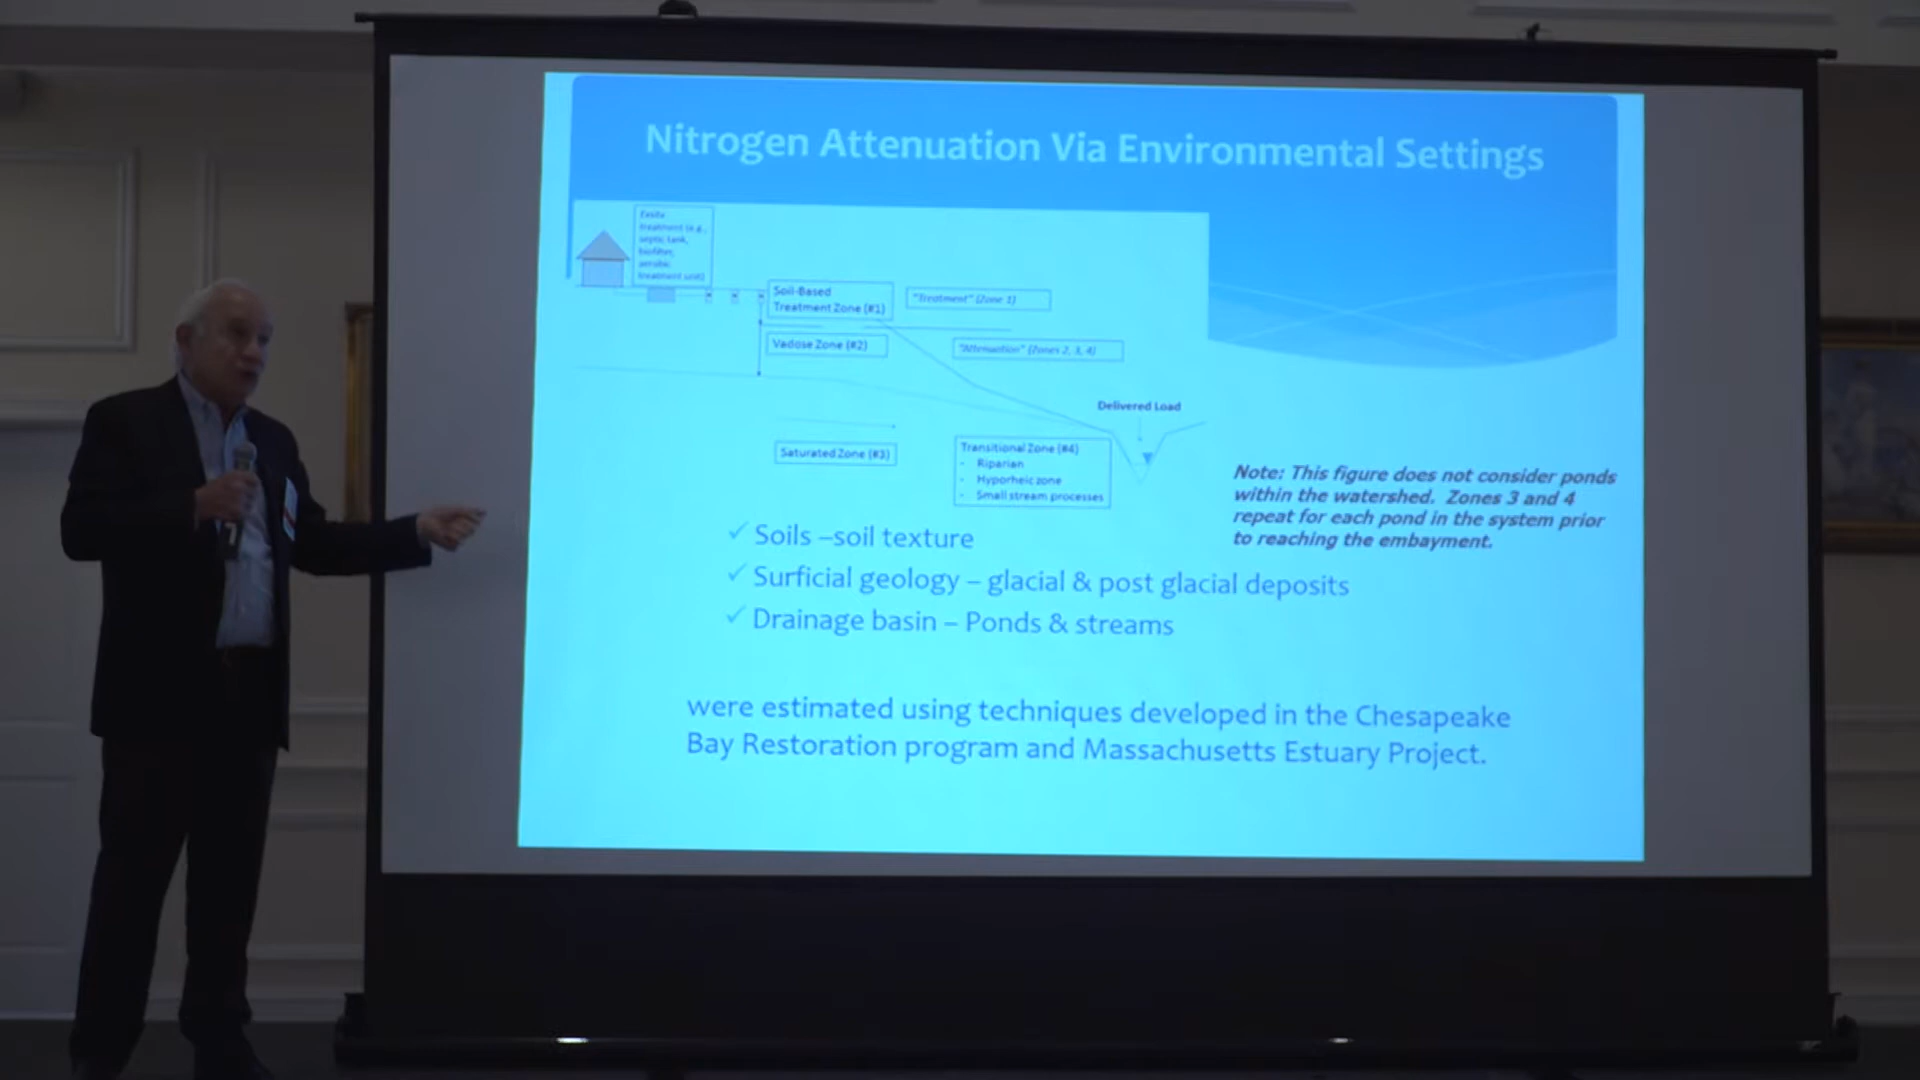 Nitrogen Attenuation Via Environmental Settings
treatment (e.g.,
septic tank,
biofilter,
aerobic
treatment unit)
Soil-Based
Treatment Zone (#1)
"Treatment" (Zone 1)
Vadose Zone (#2)
"Attenuation" (Zones 2, 3, 4)
Delivered Load
Saturated Zone (#3)
Transitional Zone (#4)
- Riparian
- Hyporheic zone
- Small stream processes
Note: This figure does not consider ponds
within the watershed. Zones 3 and 4
repeat for each pond in the system prior
to reaching the embayment.
✓ Soils –soil texture
✓ Surficial geology – glacial & post glacial deposits
✓ Drainage basin – Ponds & streams
were estimated using techniques developed in the Chesapeake
Bay Restoration program and Massachusetts Estuary Project.